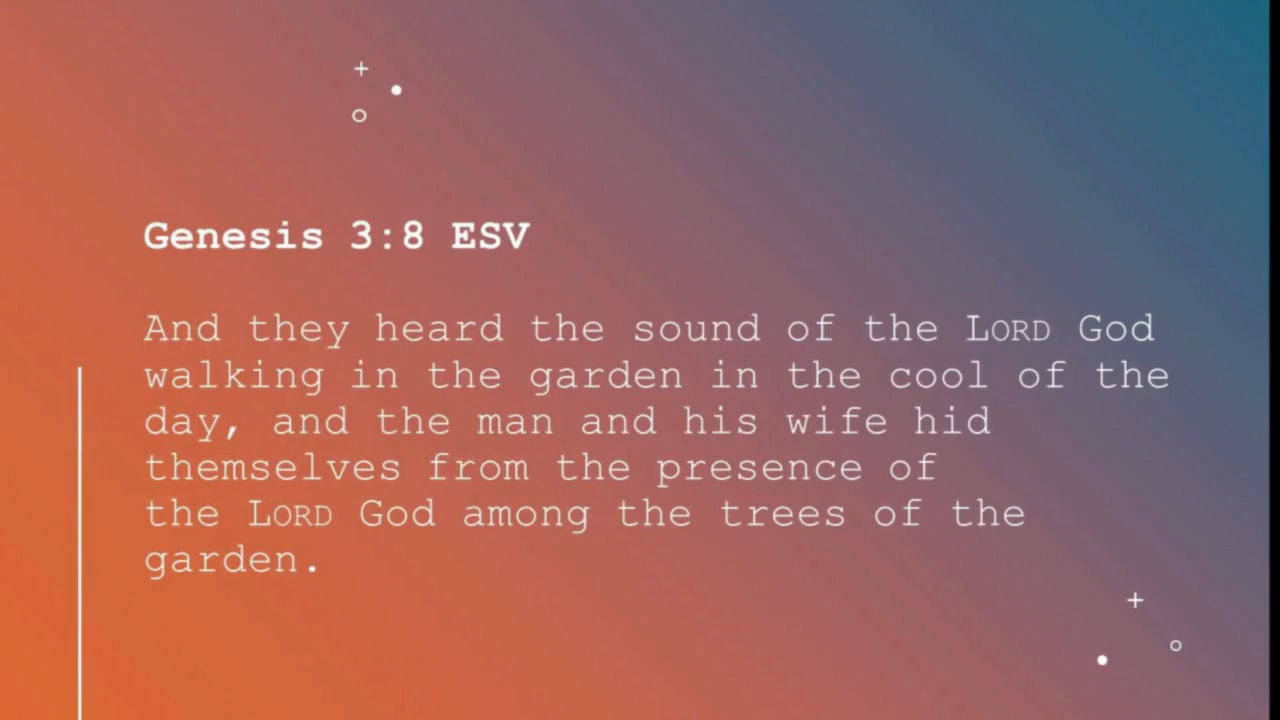 Genesis 3:8 ESV
And they heard the sound of the LORD God
walking in the garden in the cool of the
day, and the man and his wife hid
themselves from the presence of
the LORD God among the trees of the
garden.